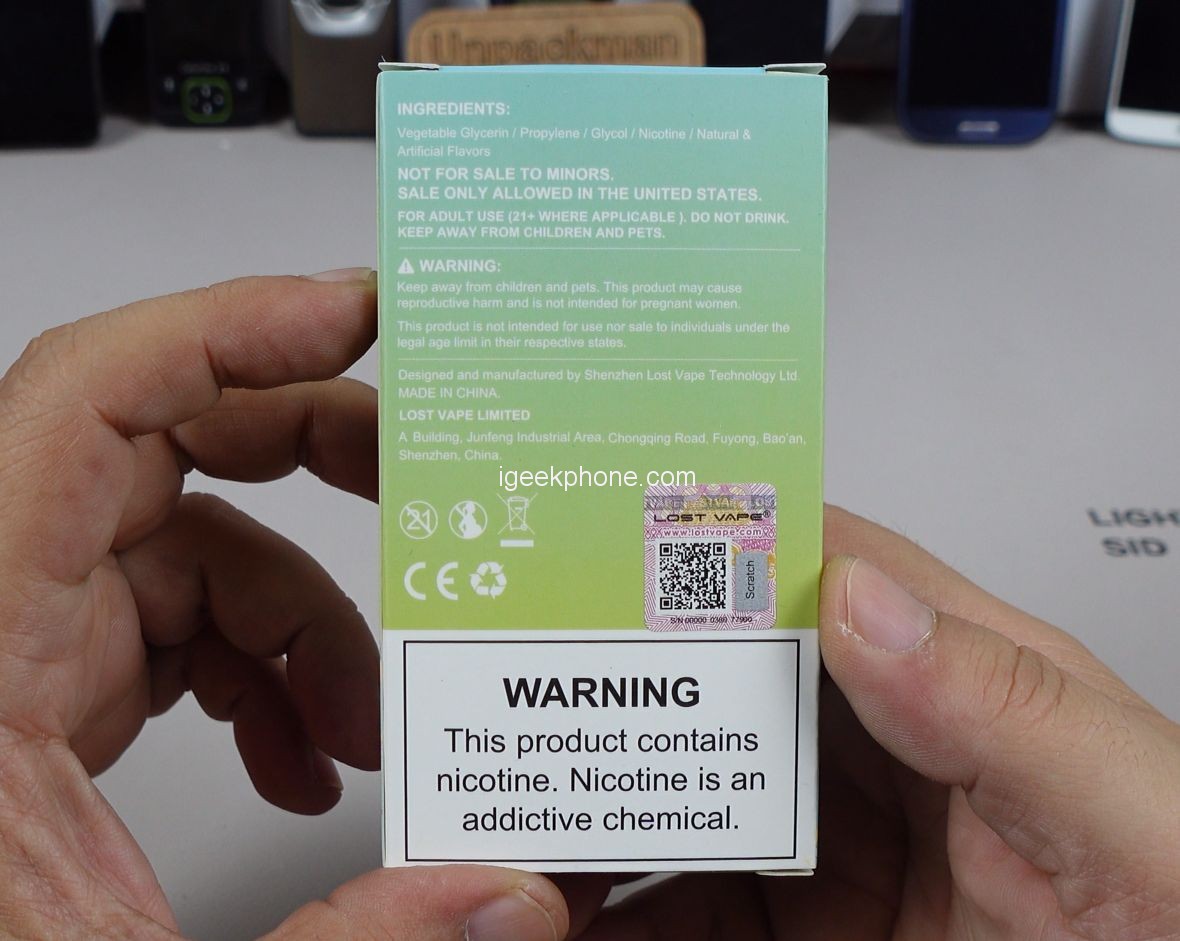 Unpackman
INGREDIENTS:
Vegetable Glycerin / Propylene / Glycol / Nicotine / Natural &
Artificial Flavors
NOT FOR SALE TO MINORS.
SALE ONLY ALLOWED IN THE UNITED STATES.
FOR ADULT USE (21+ WHERE APPLICABLE ). DO NOT DRINK.
KEEP AWAY FROM CHILDREN AND PETS.
WARNING:
Keep away from children and pets. This product may cause
reproductive harm and is not intended for pregnant women.
This product is not intended for use nor sale to individuals under the
legal age limit in their respective states.
Designed and manufactured by Shenzhen Lost Vape Technology Ltd.
MADE IN CHINA.
LOST VAPE LIMITED
A Building, Junfeng Industrial Area, Chongqing Road, Fuyong, Bao'an,
Shenzhen, China.
igeekphone.com
21
CE
LOST VAPE®
www.lostvape.com
Scratch
S/N 00000 0380 77990
LIGH
SID
WARNING
This product contains
nicotine. Nicotine is an
addictive chemical.